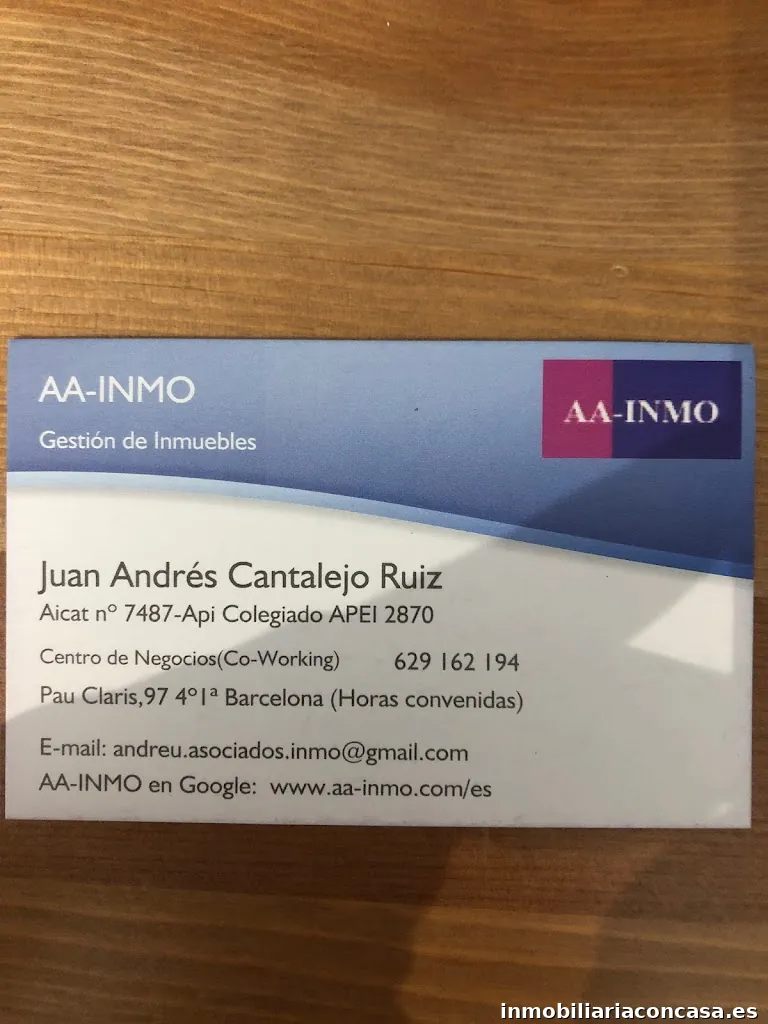 AA-INMO
Gestión de Inmuebles
AA-INMO
Juan Andrés Cantalejo Ruiz
Aicat nº 7487-Api Colegiado APEI 2870
Centro de Negocios(Co-Working) 629 162 194
Pau Claris,97 4º1ª Barcelona (Horas convenidas)
E-mail: andreu.asociados.inmo@gmail.com
AA-INMO en Google: www.aa-inmo.com/es
inmobiliariaconcasa.es